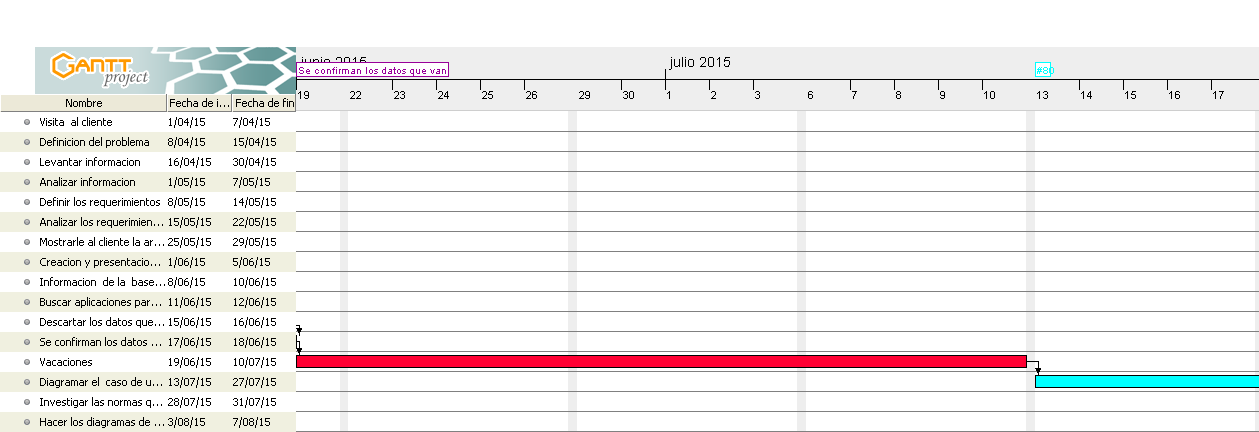 GANTT
project
junio 2015
julio 2015
Se confirman los datos que van
#80
19 22 23 24 25 26 29 30 1 2 3 6 7 8 9 10 13 14 15 16 17
Nombre Fecha de i... Fecha de fin
Visita al cliente 1/04/15 7/04/15
Definicion del problema 8/04/15 15/04/15
Levantar informacion 16/04/15 30/04/15
Analizar informacion 1/05/15 7/05/15
Definir los requerimientos 8/05/15 14/05/15
Analizar los requerimien... 15/05/15 22/05/15
Mostrarle al cliente la ar... 25/05/15 29/05/15
Creacion y presentacio... 1/06/15 5/06/15
Informacion de la base... 8/06/15 10/06/15
Buscar aplicaciones par... 11/06/15 12/06/15
Descartar los datos que... 15/06/15 16/06/15
Se confirman los datos ... 17/06/15 18/06/15
Vacaciones 19/06/15 10/07/15
Diagramar el caso de u... 13/07/15 27/07/15
Investigar las normas q... 28/07/15 31/07/15
Hacer los diagramas de ... 3/08/15 7/08/15